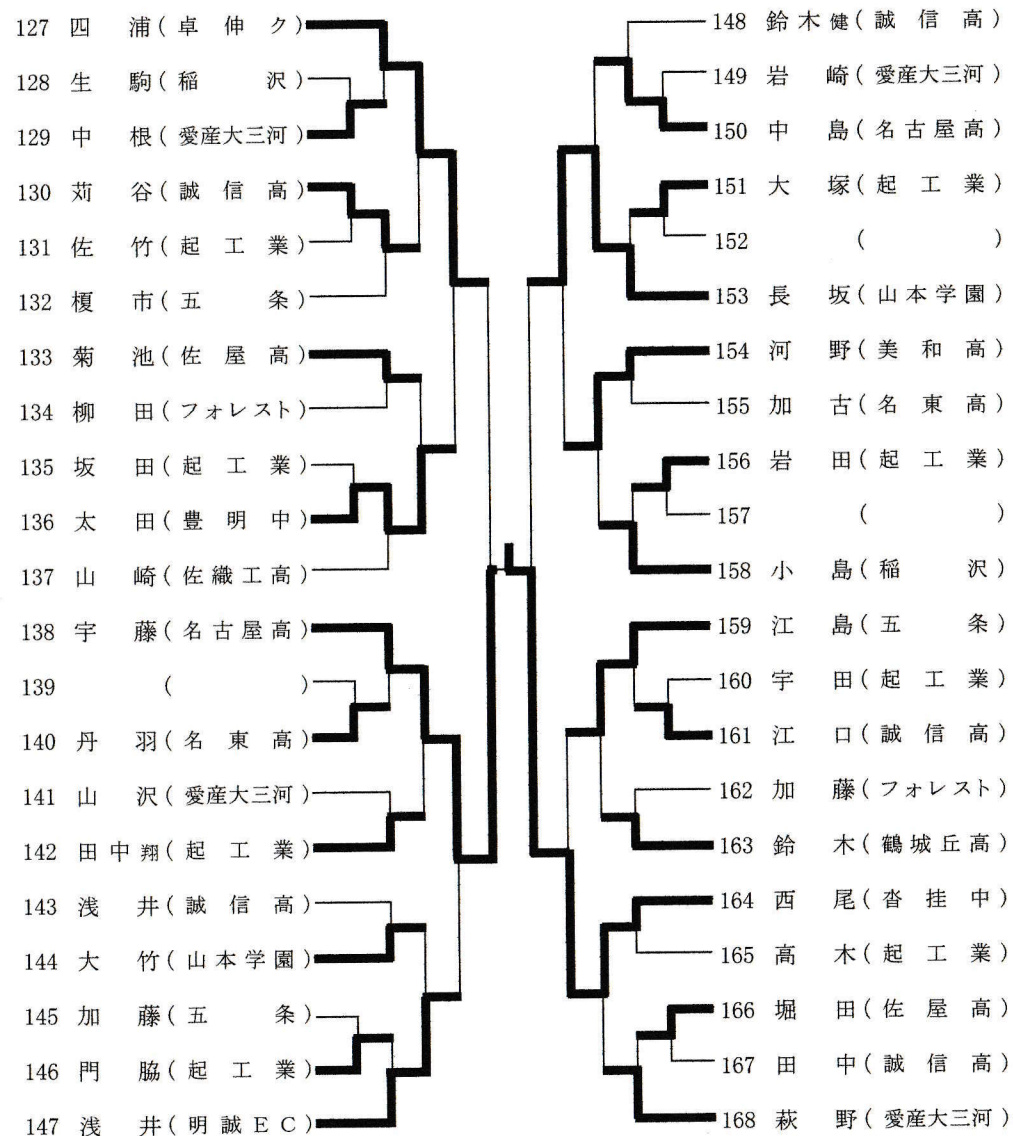 127 四浦(卓伸ク)
128 生駒(稲沢)
129 中根(愛産大三河)
130 苅谷(誠信高)
131 佐竹(起工業)
132 榎市(五条)
133 菊池(佐屋高)
134 柳田(フォレスト)
135 坂田(起工業)
136 太田(豊明中)
137 山崎(佐織工高)
138 宇藤(名古屋高)
139 ( )
140 丹羽(名東高)
141 山沢(愛産大三河)
142 田中翔(起工業)
143 浅井(誠信高)
144 大竹(山本学園)
145 加藤(五条)
146 門脇(起工業)
147 浅井(明誠EC)
148 鈴木健(誠信高)
149 岩崎(愛産大三河)
150 中島(名古屋高)
151 大塚(起工業)
152 ( )
153 長坂(山本学園)
154 河野(美和高)
155 加古(名東高)
156 岩田(起工業)
157 ( )
158 小島(稲沢)
159 江島(五条)
160 宇田(起工業)
161 江口(誠信高)
162 加藤(フォレスト)
163 鈴木(鶴城丘高)
164 西尾(沓掛中)
165 高木(起工業)
166 堀田(佐屋高)
167 田中(誠信高)
168 萩野(愛産大三河)